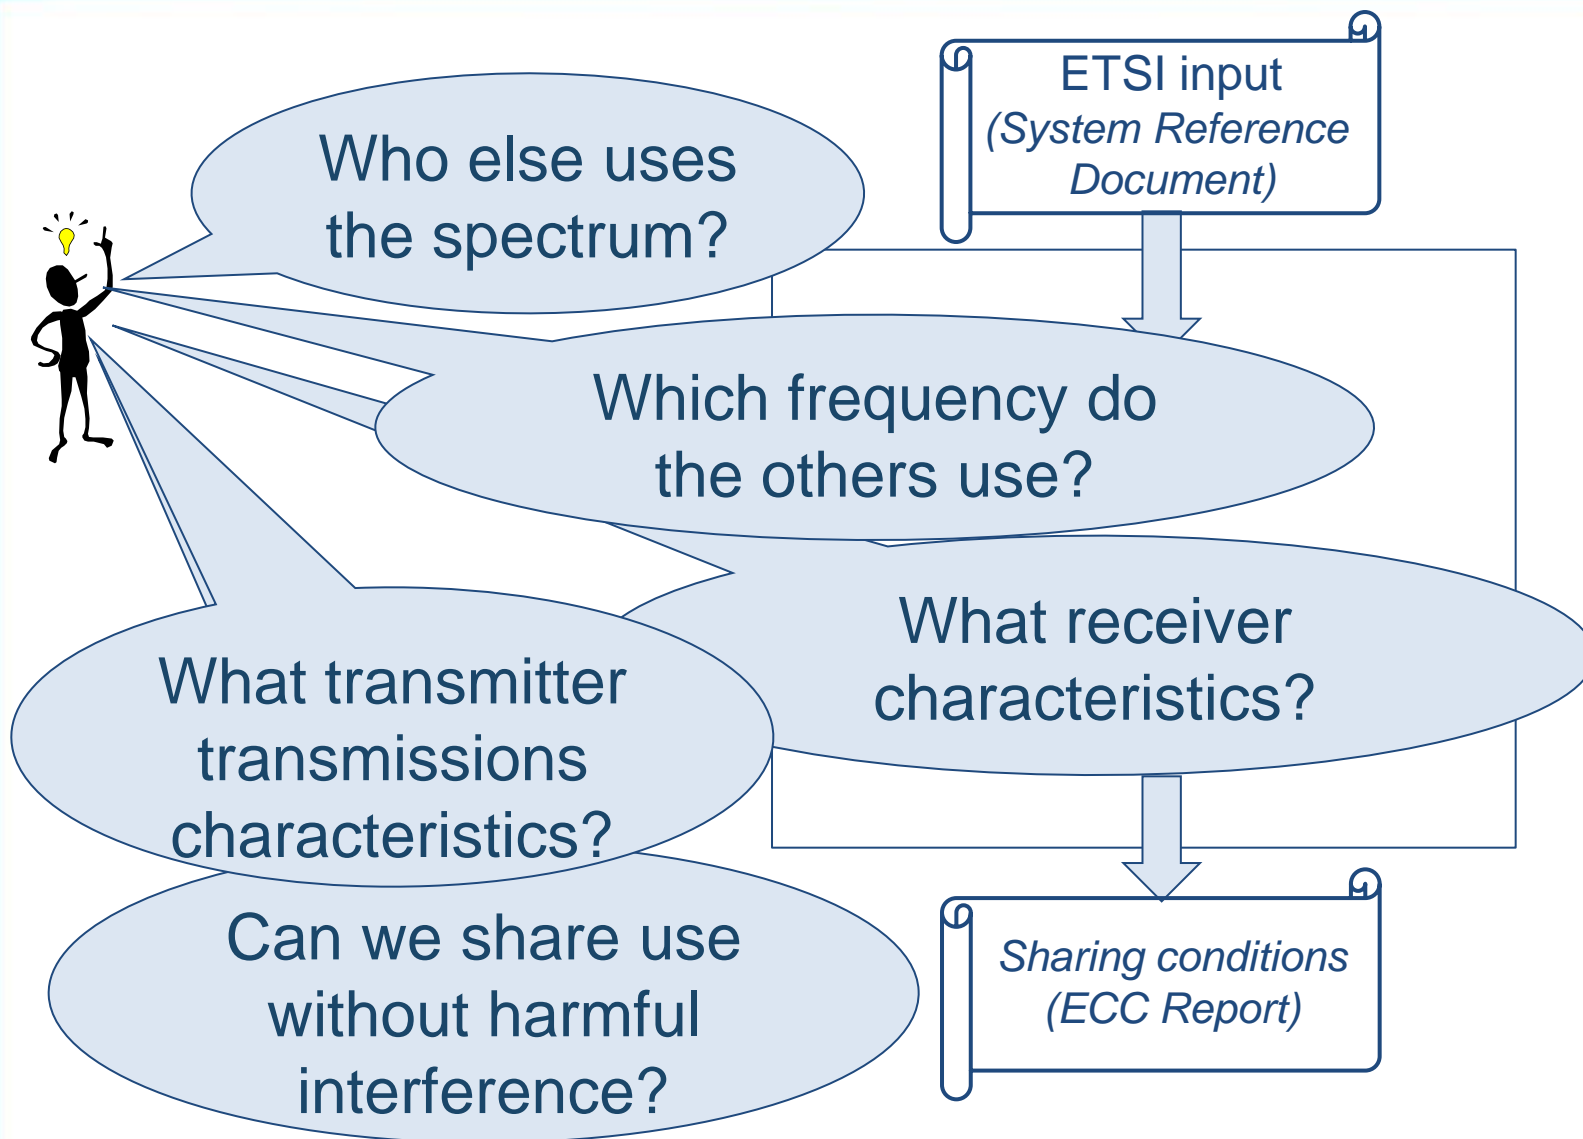 ETSI input
(System Reference
Document)
Who else uses
the spectrum?
Which frequency do
the others use?
What receiver
characteristics?
What transmitter
transmissions
characteristics?
Can we share use
without harmful
interference?
Sharing conditions
(ECC Report)